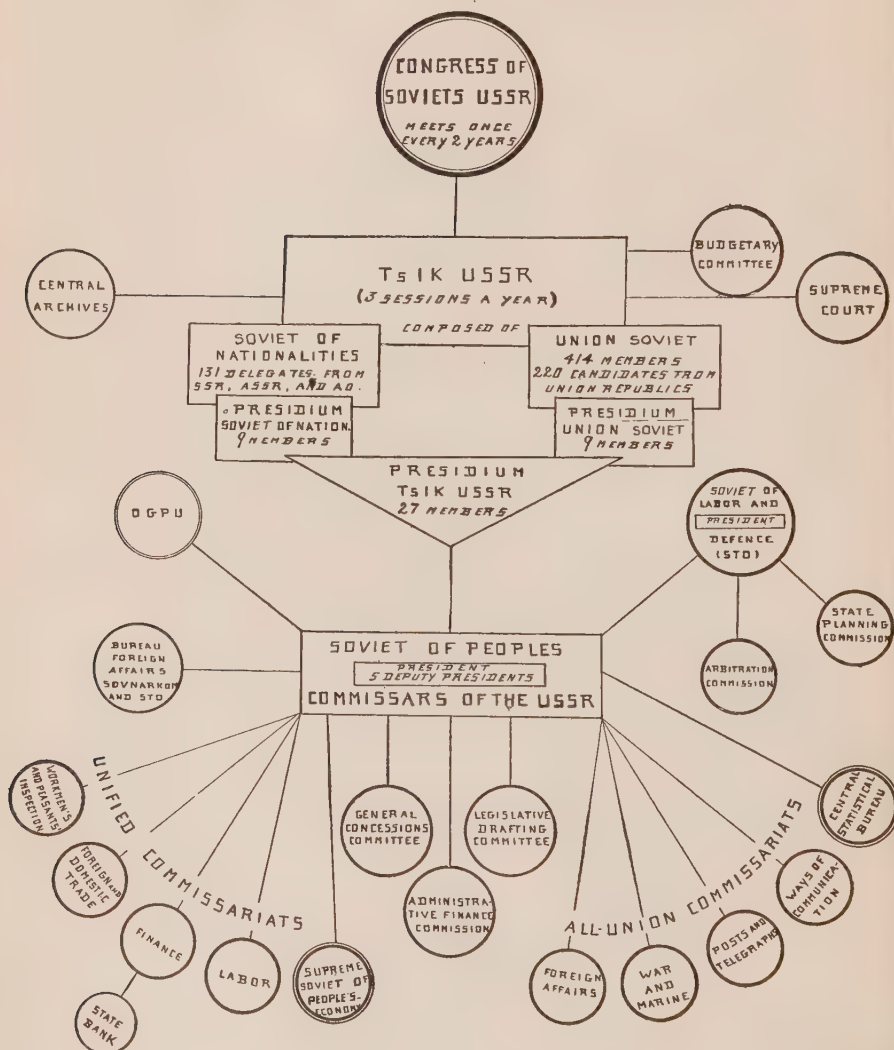 CONGRESS OF
SOVIETS USSR
MEETS ONCE
EVERY 2 YEARS
CENTRAL
ARCHIVES
TSIK USSR
(3 SESSIONS A YEAR)
COMPOSED OF
BUDGETARY
COMMITTEE
SUPREME
COURT
SOVIET OF
NATIONALITIES
131 DELEGATES FROM
SSR, ASSR, AND AO.
UNION SOVIET
414 MEMBERS
220 CANDIDATES FROM
UNION REPUBLICS
PRESIDIUM
SOVIET OF NATION.
9 MEMBERS
PRESIDIUM
UNION SOVIET
9 MEMBERS
PRESIDIUM
TSIK USSR
27 MEMBERS
OGPU
SOVIET OF
LABOR AND
PRESIDENT
DEFENCE
(STO)
STATE
PLANNING
COMMISSION
ARBITRATION
COMMISSION
BUREAU
FOREIGN
AFFAIRS
SOVNARKOM
AND STO
SOVIET OF PEOPLES
PRESIDENT
5 DEPUTY PRESIDENTS
COMMISSARS OF THE USSR
UNIFIED COMMISSARIATS
WORKMEN'S
AND PEASANTS'
INSPECTION
FOREIGN AND
DOMESTIC
TRADE
FINANCE
STATE
BANK
LABOR
SUPREME
SOVIET OF
PEOPLE'S-
ECONOMY
GENERAL
CONCESSIONS
COMMITTEE
ADMINISTRA-
TIVE FINANCE
COMMISSION
LEGISLATIVE
DRAFTING
COMMITTEE
ALL-UNION COMMISSARIATS
FOREIGN
AFFAIRS
WAR
AND
MARINE
POSTS AND
TELEGRAPHS
WAYS OF
COMMUNICA-
TION
CENTRAL
STATISTICAL
BUREAU